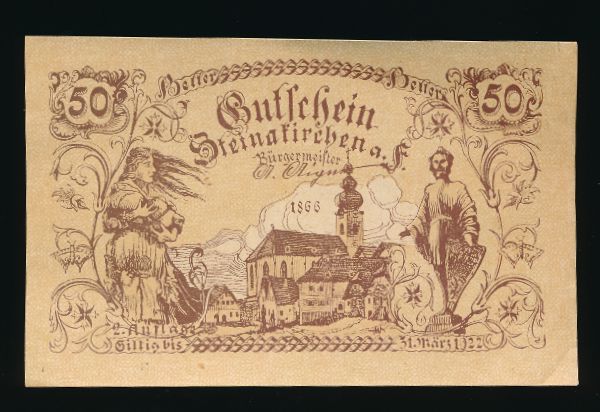 50 Heller Heller 50
Gutschein
Steinakirchen a. F.
Bürgermeister
1866
2. Auflage
Giltig bis 31. März 1922